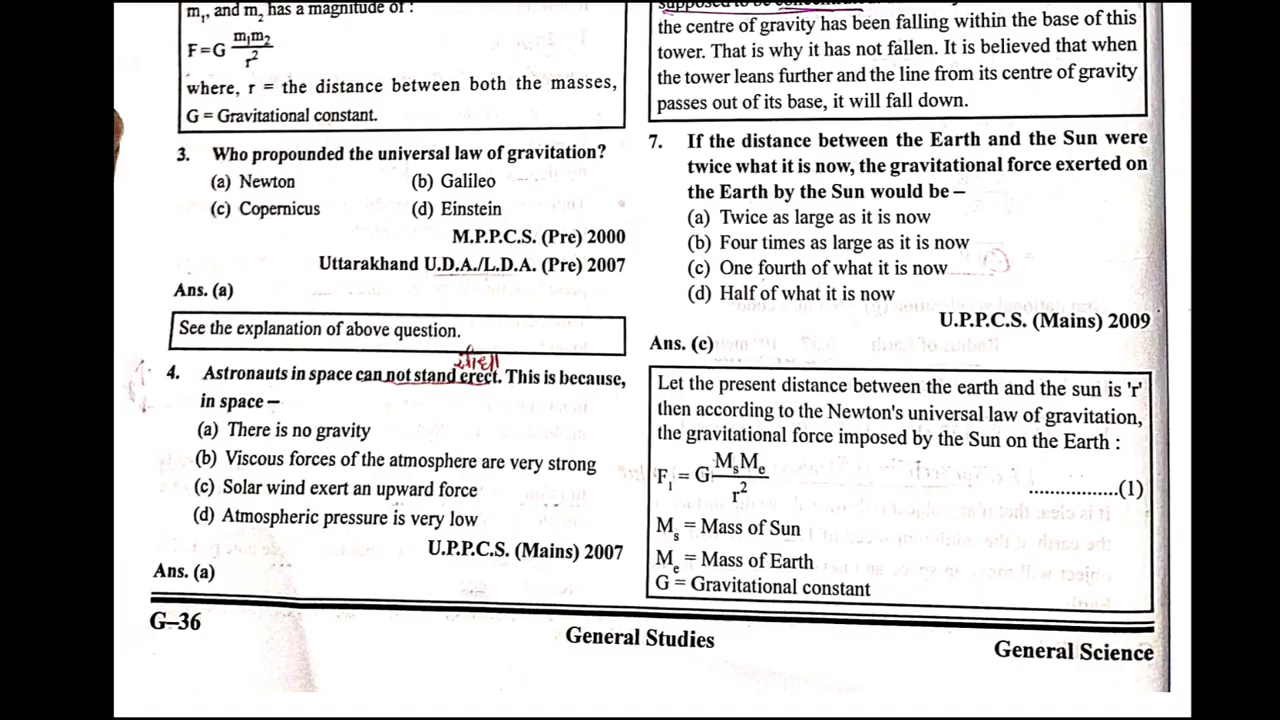 m₁, and m₂ has a magnitude of :
F=G m₁m₂/r²
where, r = the distance between both the masses,
G = Gravitational constant.
3. Who propounded the universal law of gravitation?
(a) Newton (b) Galileo
(c) Copernicus (d) Einstein
M.P.P.C.S. (Pre) 2000
Uttarakhand U.D.A./L.D.A. (Pre) 2007
Ans. (a)
See the explanation of above question.
सीधा
4. Astronauts in space can not stand erect. This is because,
in space –
(a) There is no gravity
(b) Viscous forces of the atmosphere are very strong
(c) Solar wind exert an upward force
(d) Atmospheric pressure is very low
U.P.P.C.S. (Mains) 2007
Ans. (a)
supposed to be concentrated.
the centre of gravity has been falling within the base of this
tower. That is why it has not fallen. It is believed that when
the tower leans further and the line from its centre of gravity
passes out of its base, it will fall down.
7. If the distance between the Earth and the Sun were
twice what it is now, the gravitational force exerted on
the Earth by the Sun would be –
(a) Twice as large as it is now
(b) Four times as large as it is now
(c) One fourth of what it is now
(d) Half of what it is now
U.P.P.C.S. (Mains) 2009
Ans. (c)
Let the present distance between the earth and the sun is 'r'
then according to the Newton's universal law of gravitation,
the gravitational force imposed by the Sun on the Earth :
F₁ = G MₛMₑ/r² ................(1)
Mₛ = Mass of Sun
Mₑ = Mass of Earth
G = Gravitational constant
G–36
General Studies
General Science